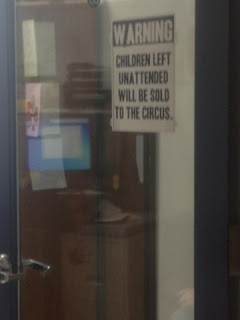 WARNING
CHILDREN LEFT
UNATTENDED
WILL BE SOLD
TO THE CIRCUS.